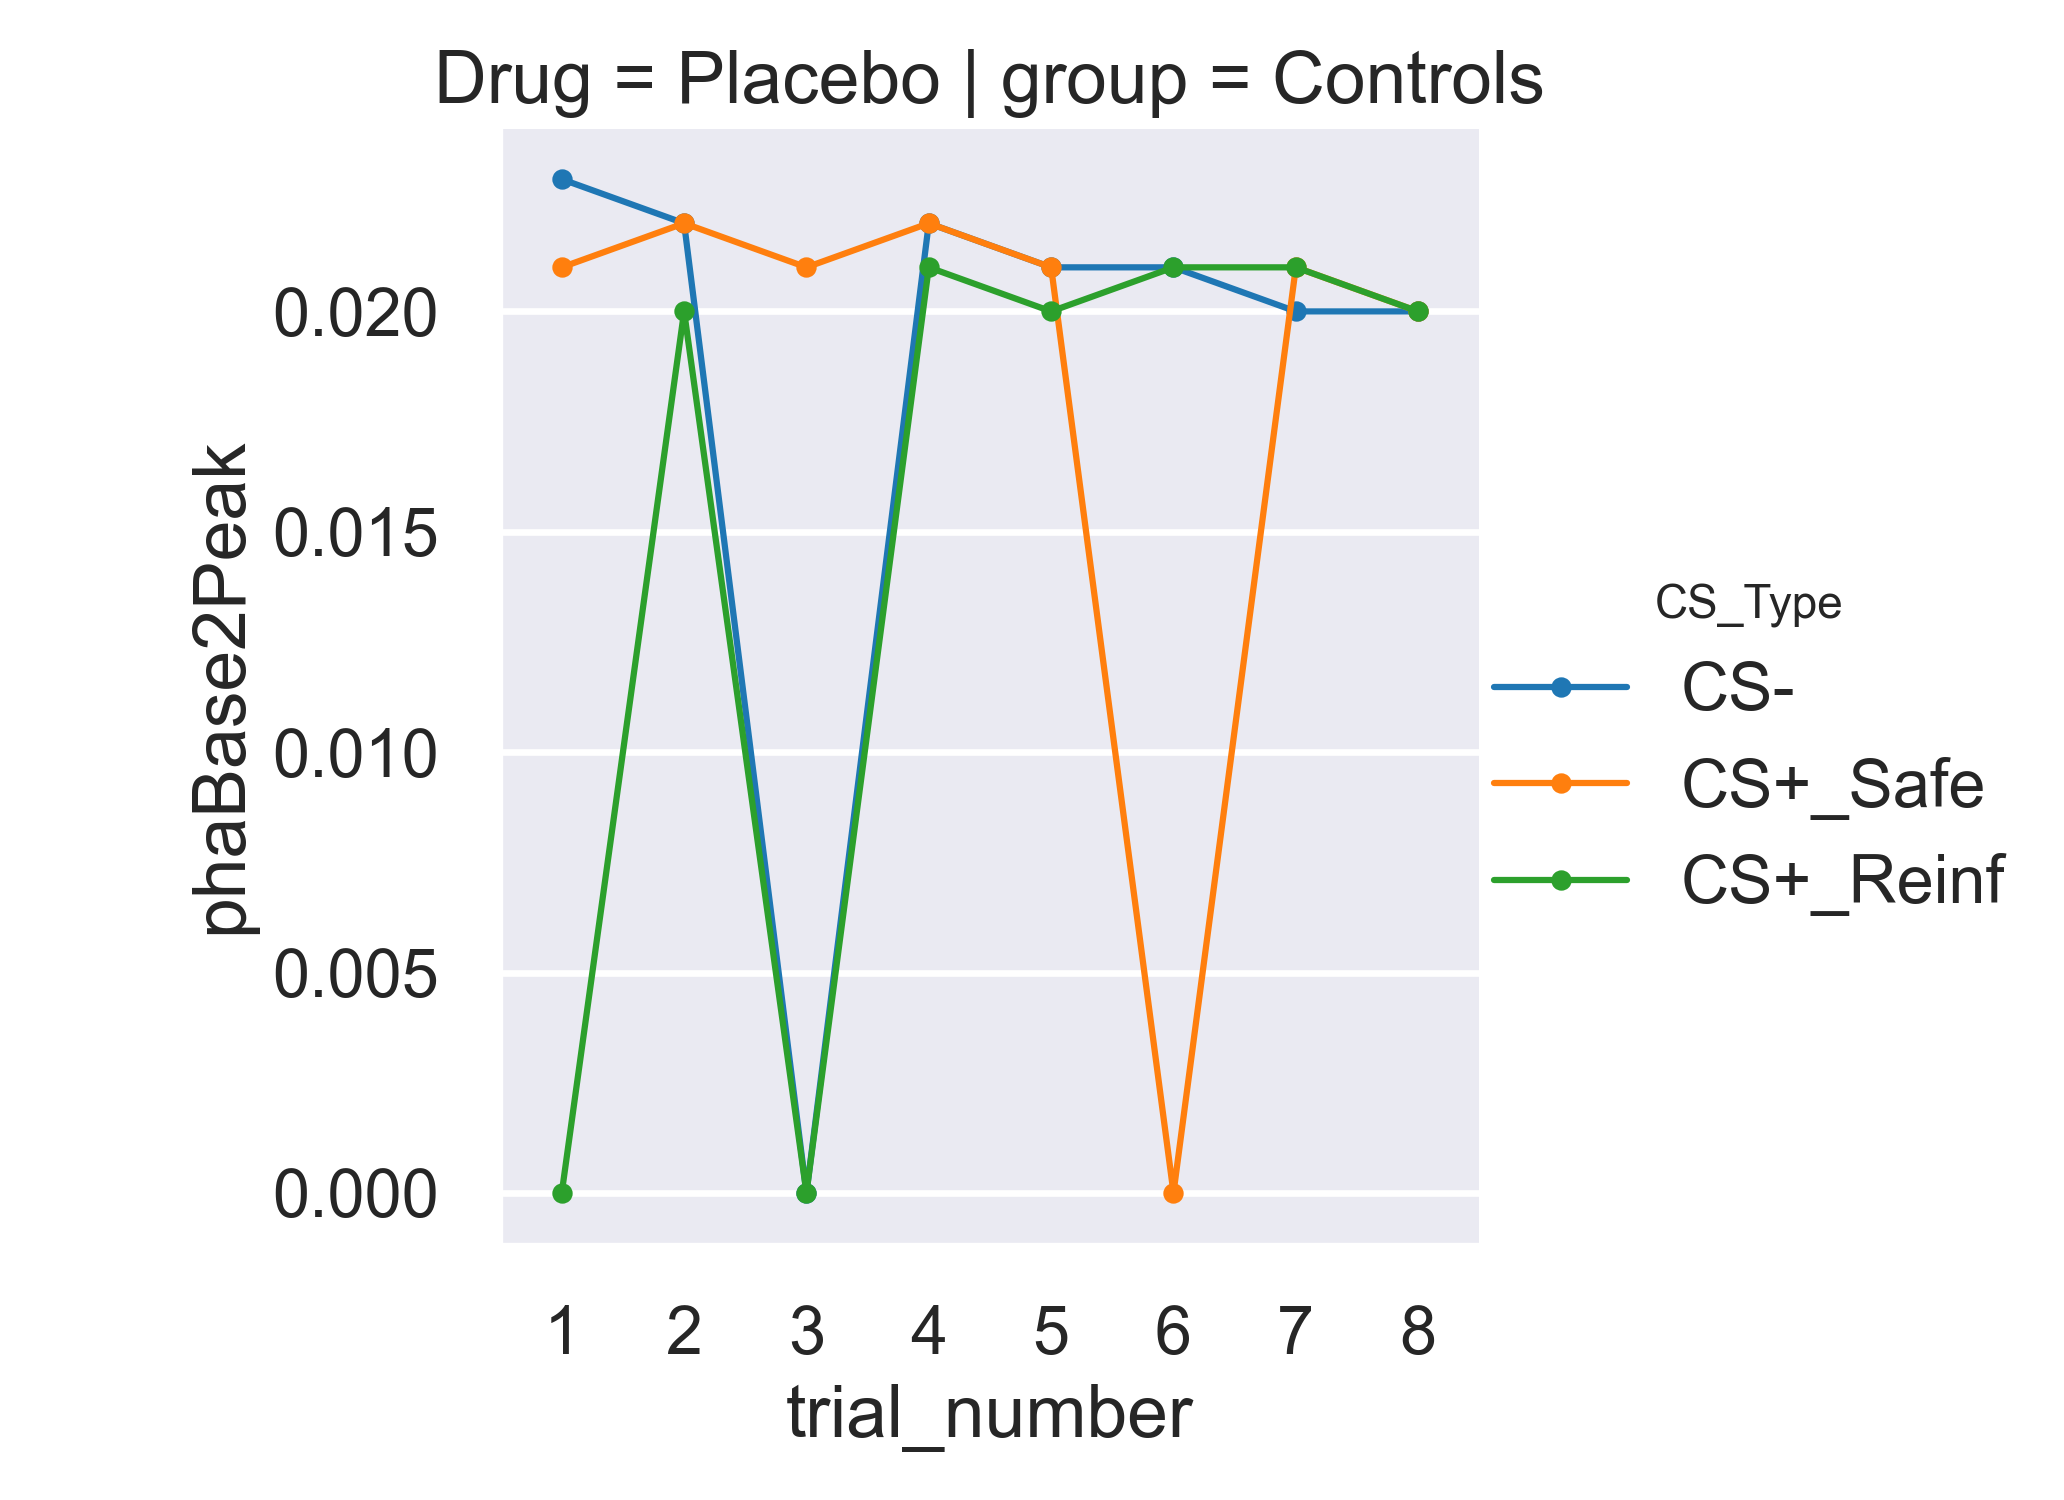 Drug = Placebo | group = Controls
phaBase2Peak
0.020
0.015
0.010
0.005
0.000
1 2 3 4 5 6 7 8
trial_number
CS_Type
CS-
CS+_Safe
CS+_Reinf